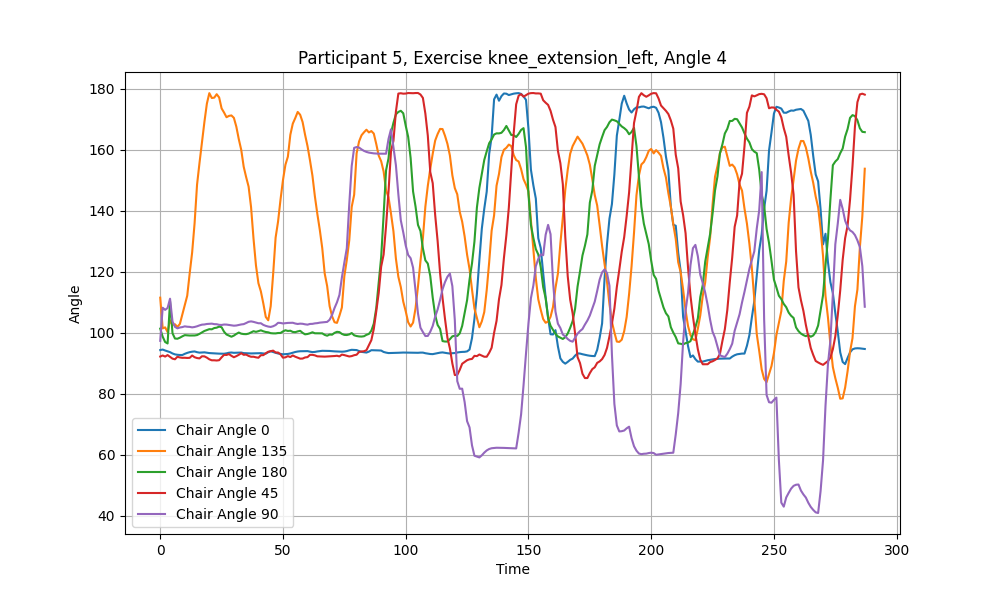 Participant 5, Exercise knee_extension_left, Angle 4
Angle
180
160
140
120
100
80
60
40
Chair Angle 0
Chair Angle 135
Chair Angle 180
Chair Angle 45
Chair Angle 90
0 50 100 150 200 250 300
Time